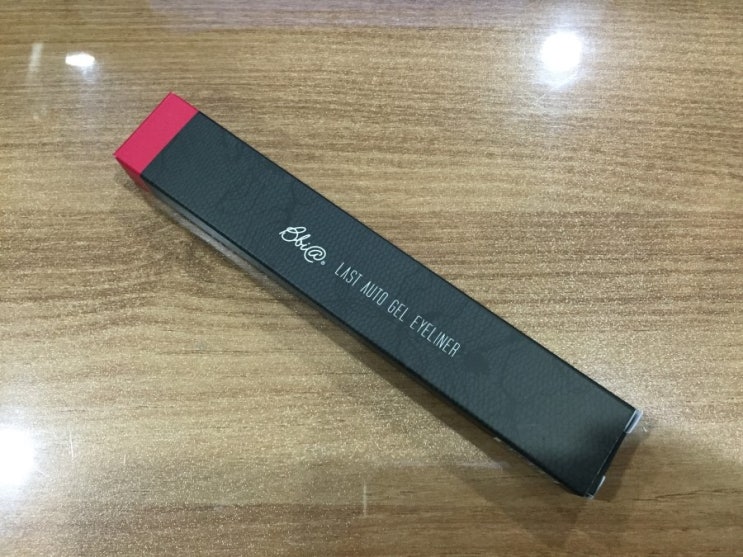 Bbi@. LAST AUTO GEL EYELINER